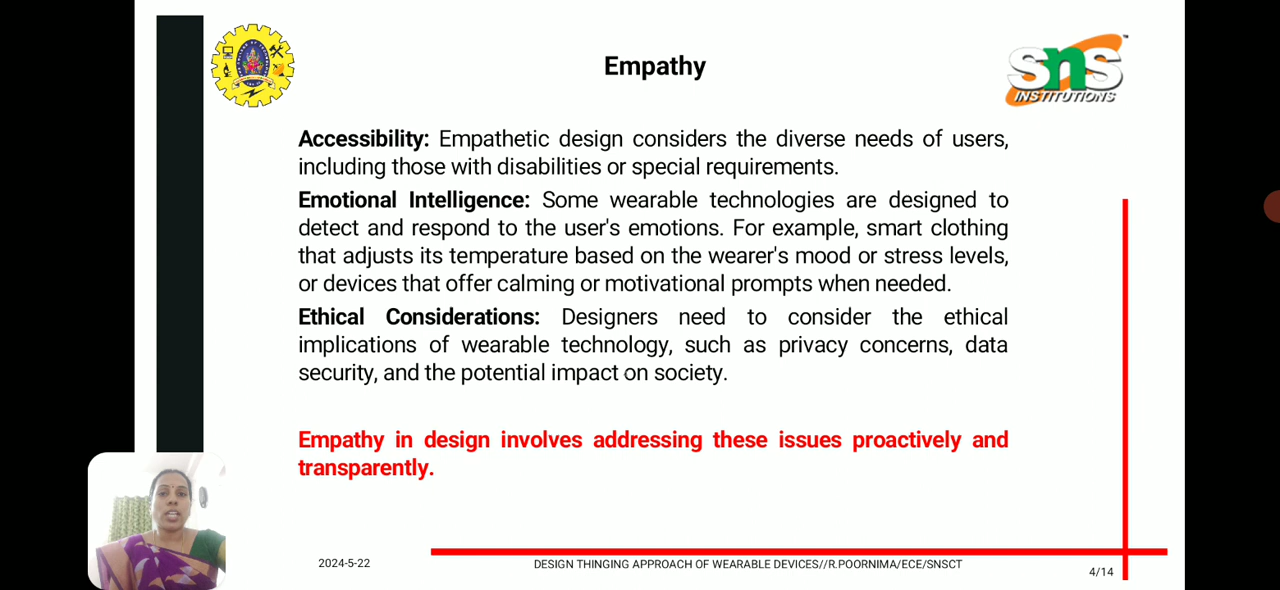 Empathy
SNS
INSTITUTIONS
Accessibility: Empathetic design considers the diverse needs of users,
including those with disabilities or special requirements.
Emotional Intelligence: Some wearable technologies are designed to
detect and respond to the user's emotions. For example, smart clothing
that adjusts its temperature based on the wearer's mood or stress levels,
or devices that offer calming or motivational prompts when needed.
Ethical Considerations: Designers need to consider the ethical
implications of wearable technology, such as privacy concerns, data
security, and the potential impact on society.
Empathy in design involves addressing these issues proactively and
transparently.
2024-5-22
DESIGN THINGING APPROACH OF WEARABLE DEVICES//R.POORNIMA/ECE/SNSCT
4/14